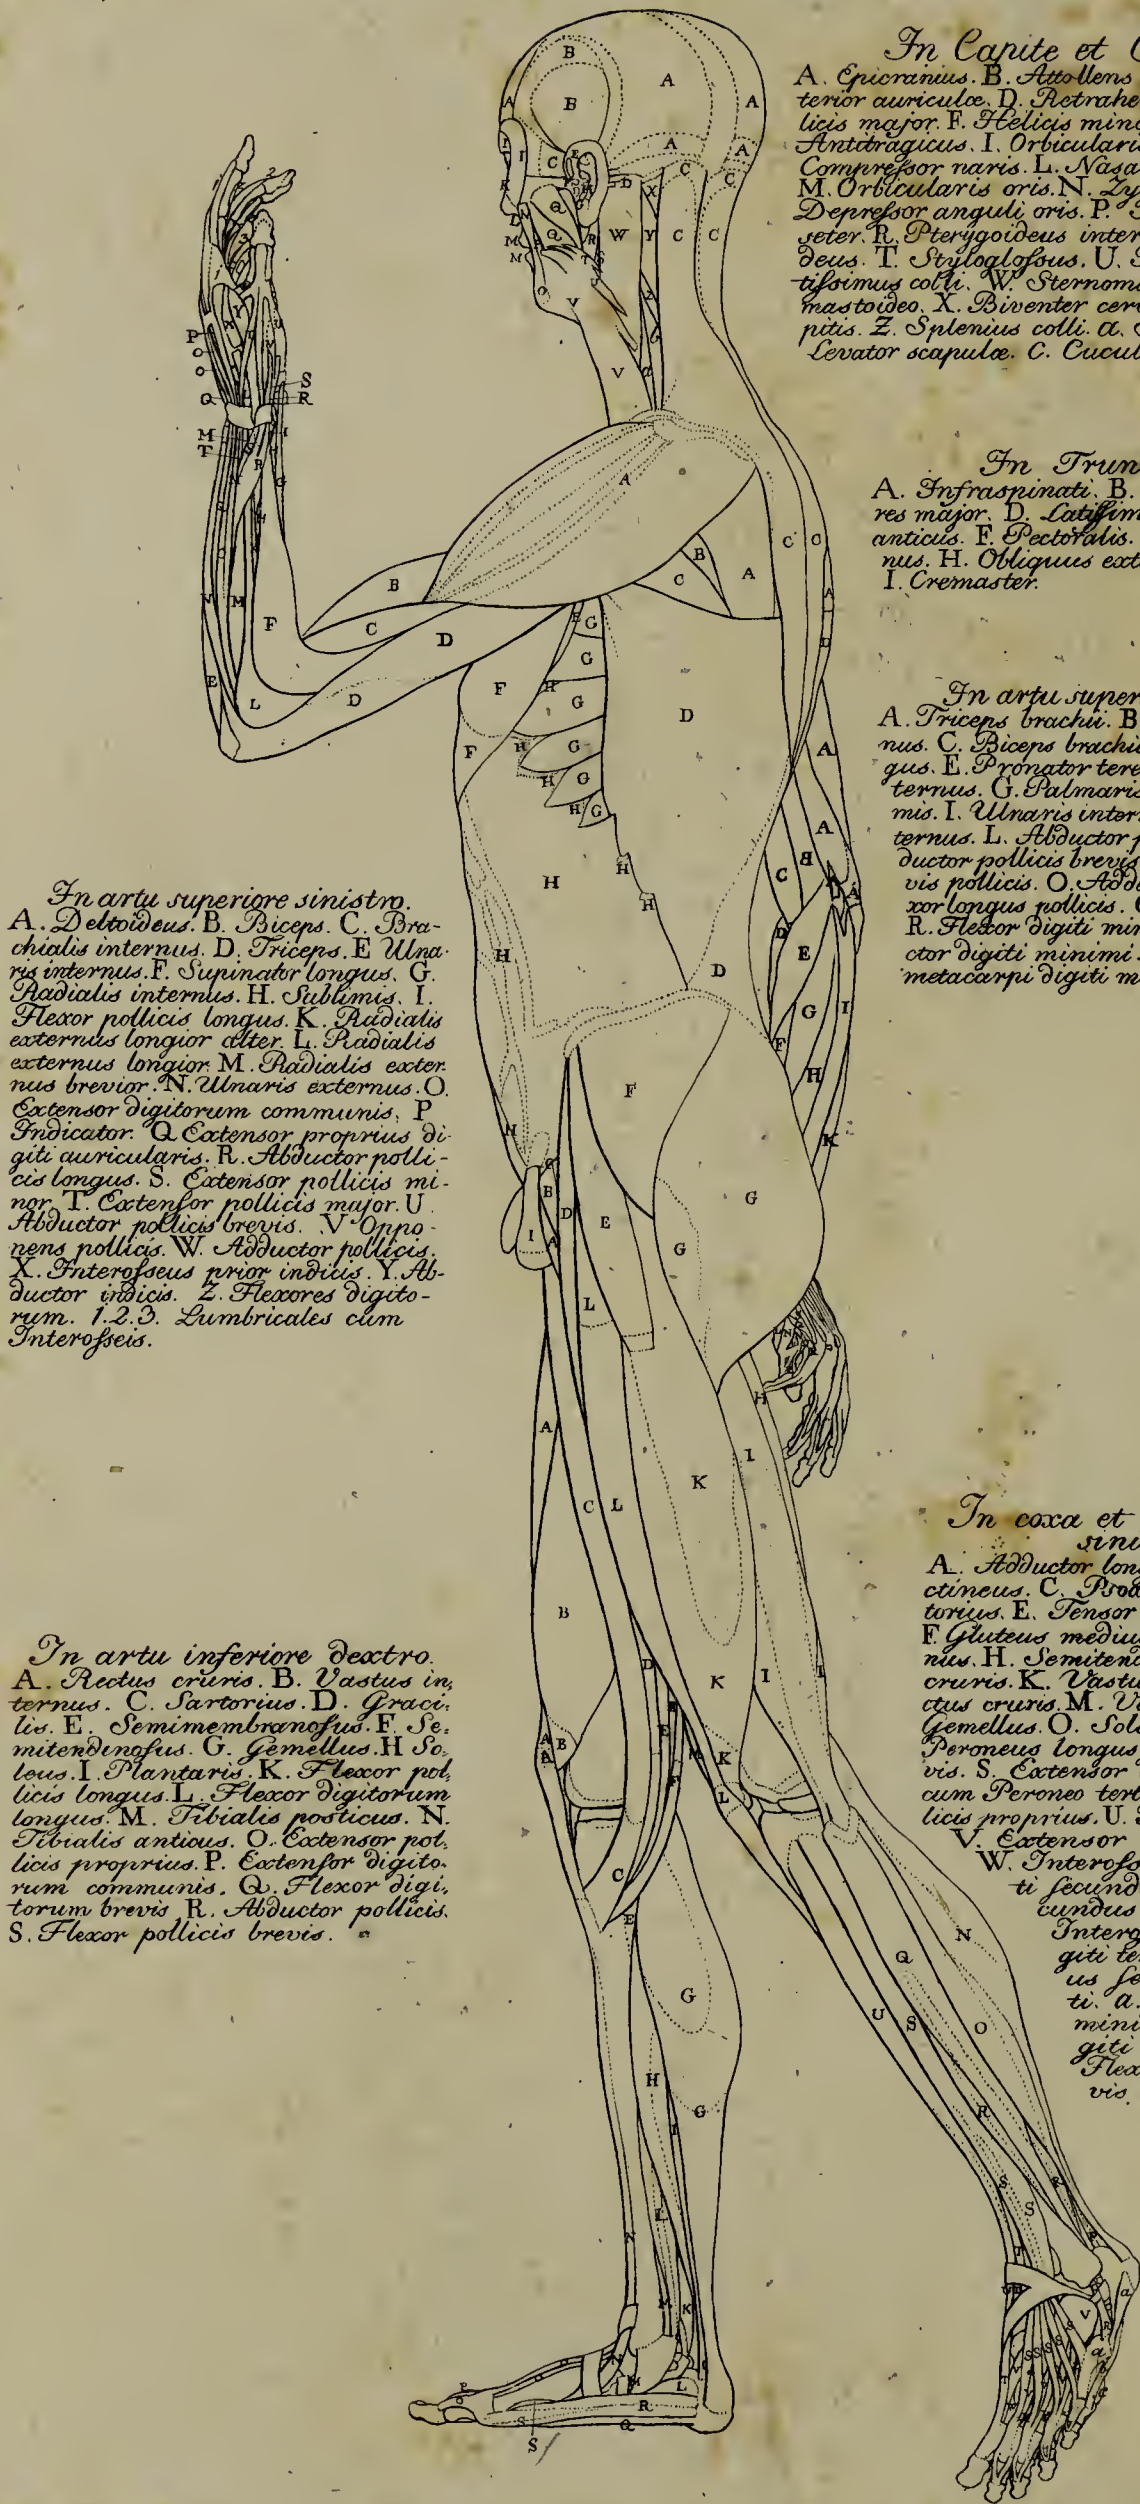 In Capite et C
A. Epicranius. B. Attollens
terior auriculæ. D. Retrahe
licis major. F. Helicis mino
Antitragicus. I. Orbicularis
Compreſsor naris. L. Nasa
M. Orbicularis oris. N. Zy
Depreſsor anguli oris. P.
seter. R. Pterygoideus inter
deus. T. Stylogloſsus. U.
tiſsimus colli. W. Sternoma
mastoideo. X. Biventer cer
pitis. Z. Splenius colli. a.
Levator scapulæ. C. Cucul
In Trun
A. Infraspinati. B.
res major. D. Latiſsim
anticus. F. Pectoralis.
nus. H. Obliquus ext
I. Cremaster.
In artu super
A. Triceps brachii. B
nus. C. Biceps brachii
gus. E. Pronator tere
ternus. G. Palmaris
mis. I. Ulnaris intern
ternus. L. Abductor p
ductor pollicis brevis
vis pollicis. O. Addu
xor longus pollicis.
R. Flexor digiti min
ctor digiti minimi.
metacarpi digiti m
In artu superiore sinistro.
A. Deltoideus. B. Biceps. C. Bra-
chialis internus. D. Triceps. E Ulna-
ris internus. F. Supinator longus. G.
Radialis internus. H. Sublimis. I.
Flexor pollicis longus. K. Radialis
externus longior alter. L. Radialis
externus longior. M. Radialis exter-
nus brevior. N. Ulnaris externus. O.
Extensor digitorum communis. P
Indicator. Q Extensor proprius di-
giti auricularis. R. Abductor polli-
cis longus. S. Extensor pollicis mi-
nor. T. Extenſor pollicis major. U
Abductor pollicis brevis. V Oppo-
nens pollicis. W. Adductor pollicis.
X. Interoſseus prior indicis. Y. Ab-
ductor indicis. Z. Flexores digito-
rum. 1.2.3. Lumbricales cum
Interoſseis.
In coxa et
sini
A. Adductor lon
ctineus. C. Psoa
torius. E. Tensor
F. Gluteus mediu
nus. H. Semitend
cruris. K. Vastu
ctus cruris. M. V
Gemellus. O. Sol
Peroneus longus
vis. S. Extensor
cum Peroneo tert
licis proprius. U.
V. Extensor
W. Interoſs
ti ſecund
cundus
Interoſ
giti te
us ſe
ti. a.
mini
giti
Flex
vis.
In artu inferiore dextro.
A. Rectus cruris. B. Vastus in-
ternus. C. Sartorius. D. Graci-
lis. E. Semimembranoſus. F. Se-
mitendinoſus. G. Gemellus. H So-
leus. I. Plantaris. K. Flexor pol-
licis longus. L. Flexor digitorum
longus. M. Tibialis posticus. N.
Tibialis anticus. O. Extensor pol-
licis proprius. P. Extenſor digito-
rum communis. Q. Flexor digi-
torum brevis R. Abductor pollicis.
S. Flexor pollicis brevis.